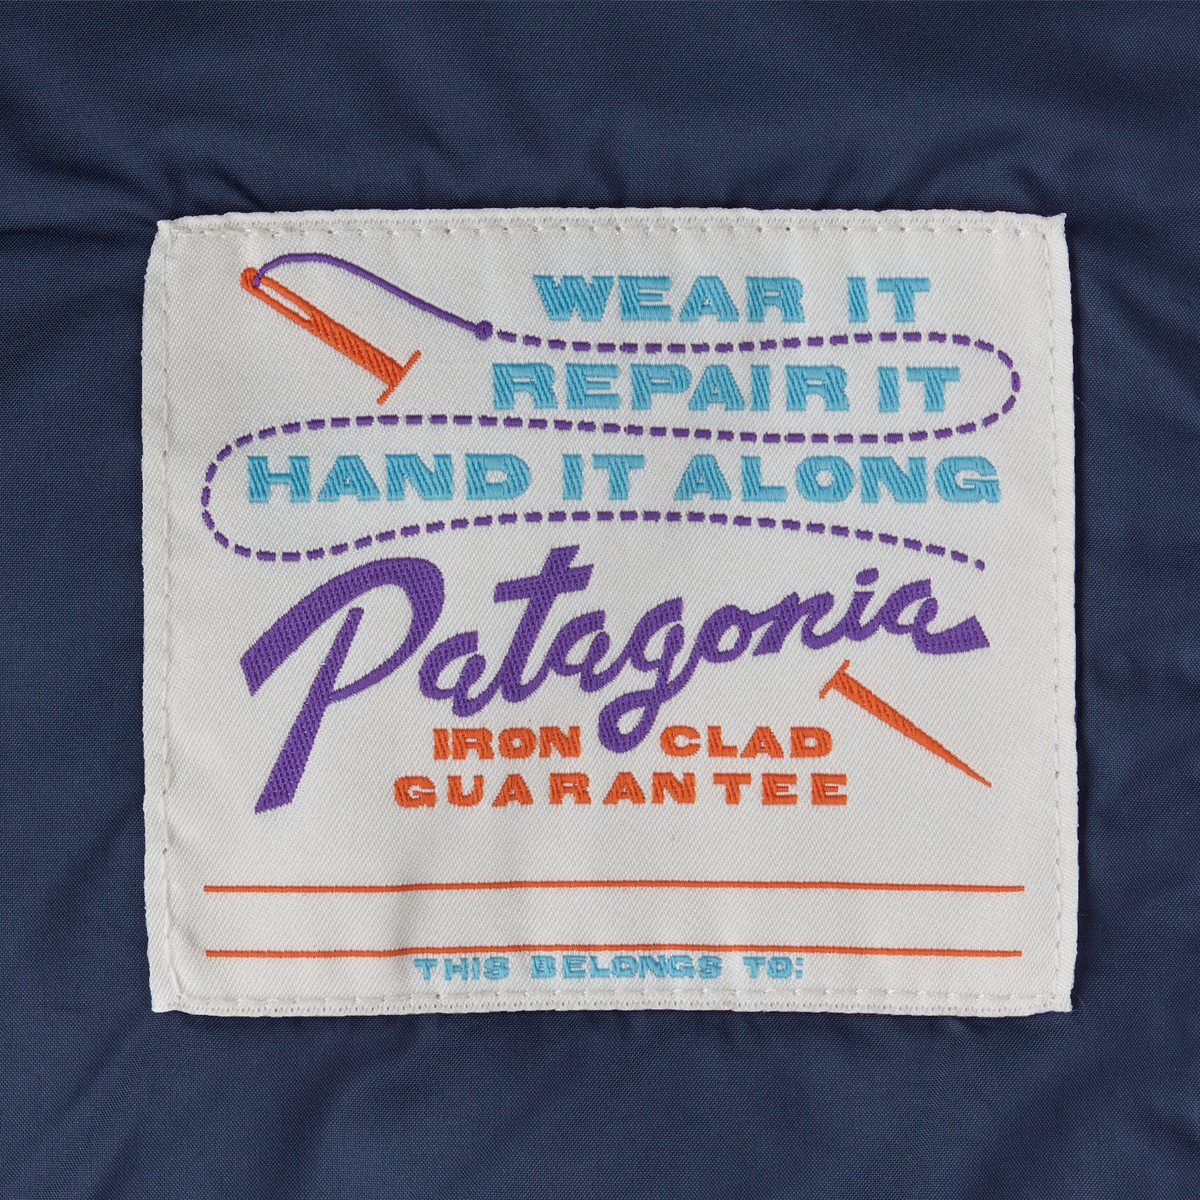 WEAR IT
REPAIR IT
HAND IT ALONG
Patagonia
IRON CLAD
GUARANTEE
THIS BELONGS TO: